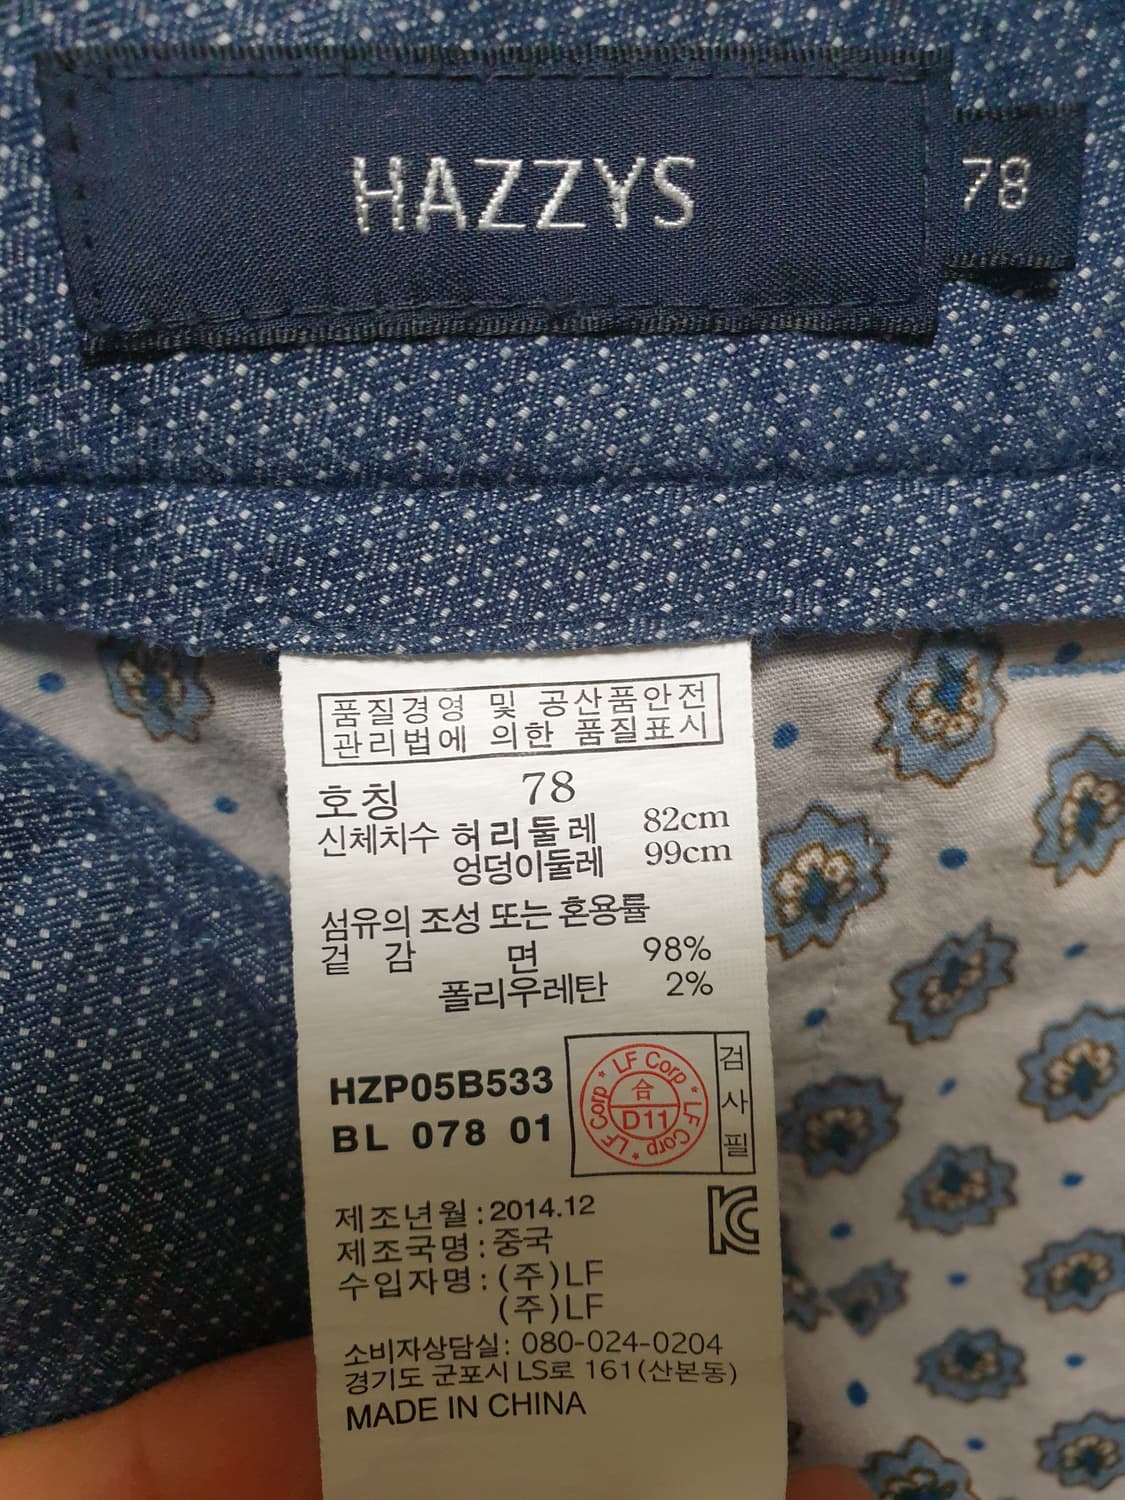 HAZZYS
78
품질경영 및 공산품안전
관리법에 의한 품질표시
호칭 78
신체치수 허리둘레 82cm
엉덩이둘레 99cm
섬유의 조성 또는 혼용률
겉감 면 98%
폴리우레탄 2%
HZP05B533
BL 078 01
LF Corp * LF Corp * LF Corp *
合
D11
검사필
제조년월 : 2014.12
제조국명 : 중국
수입자명 : (주)LF
(주)LF
소비자상담실: 080-024-0204
경기도 군포시 LS로 161(산본동)
MADE IN CHINA